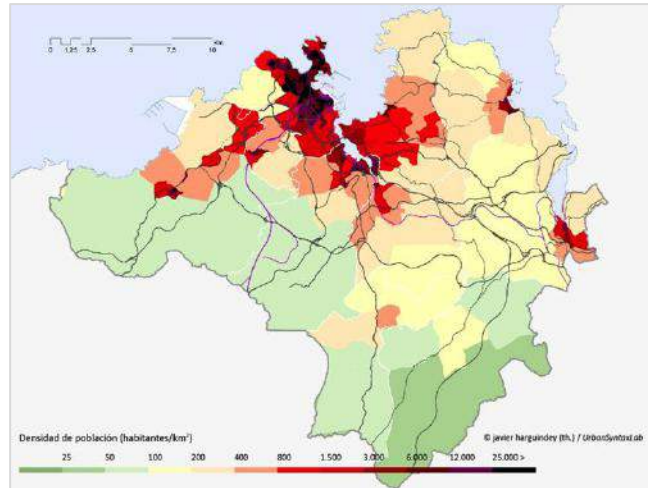 0 1,25 2,5 5 7,5 10
Km
Densidad de población (habitantes/km²)
© javier harguindey (th.) / UrbanSyntaxLab
25 50 100 200 400 800 1.500 3.000 6.000 12.000 25.000 >